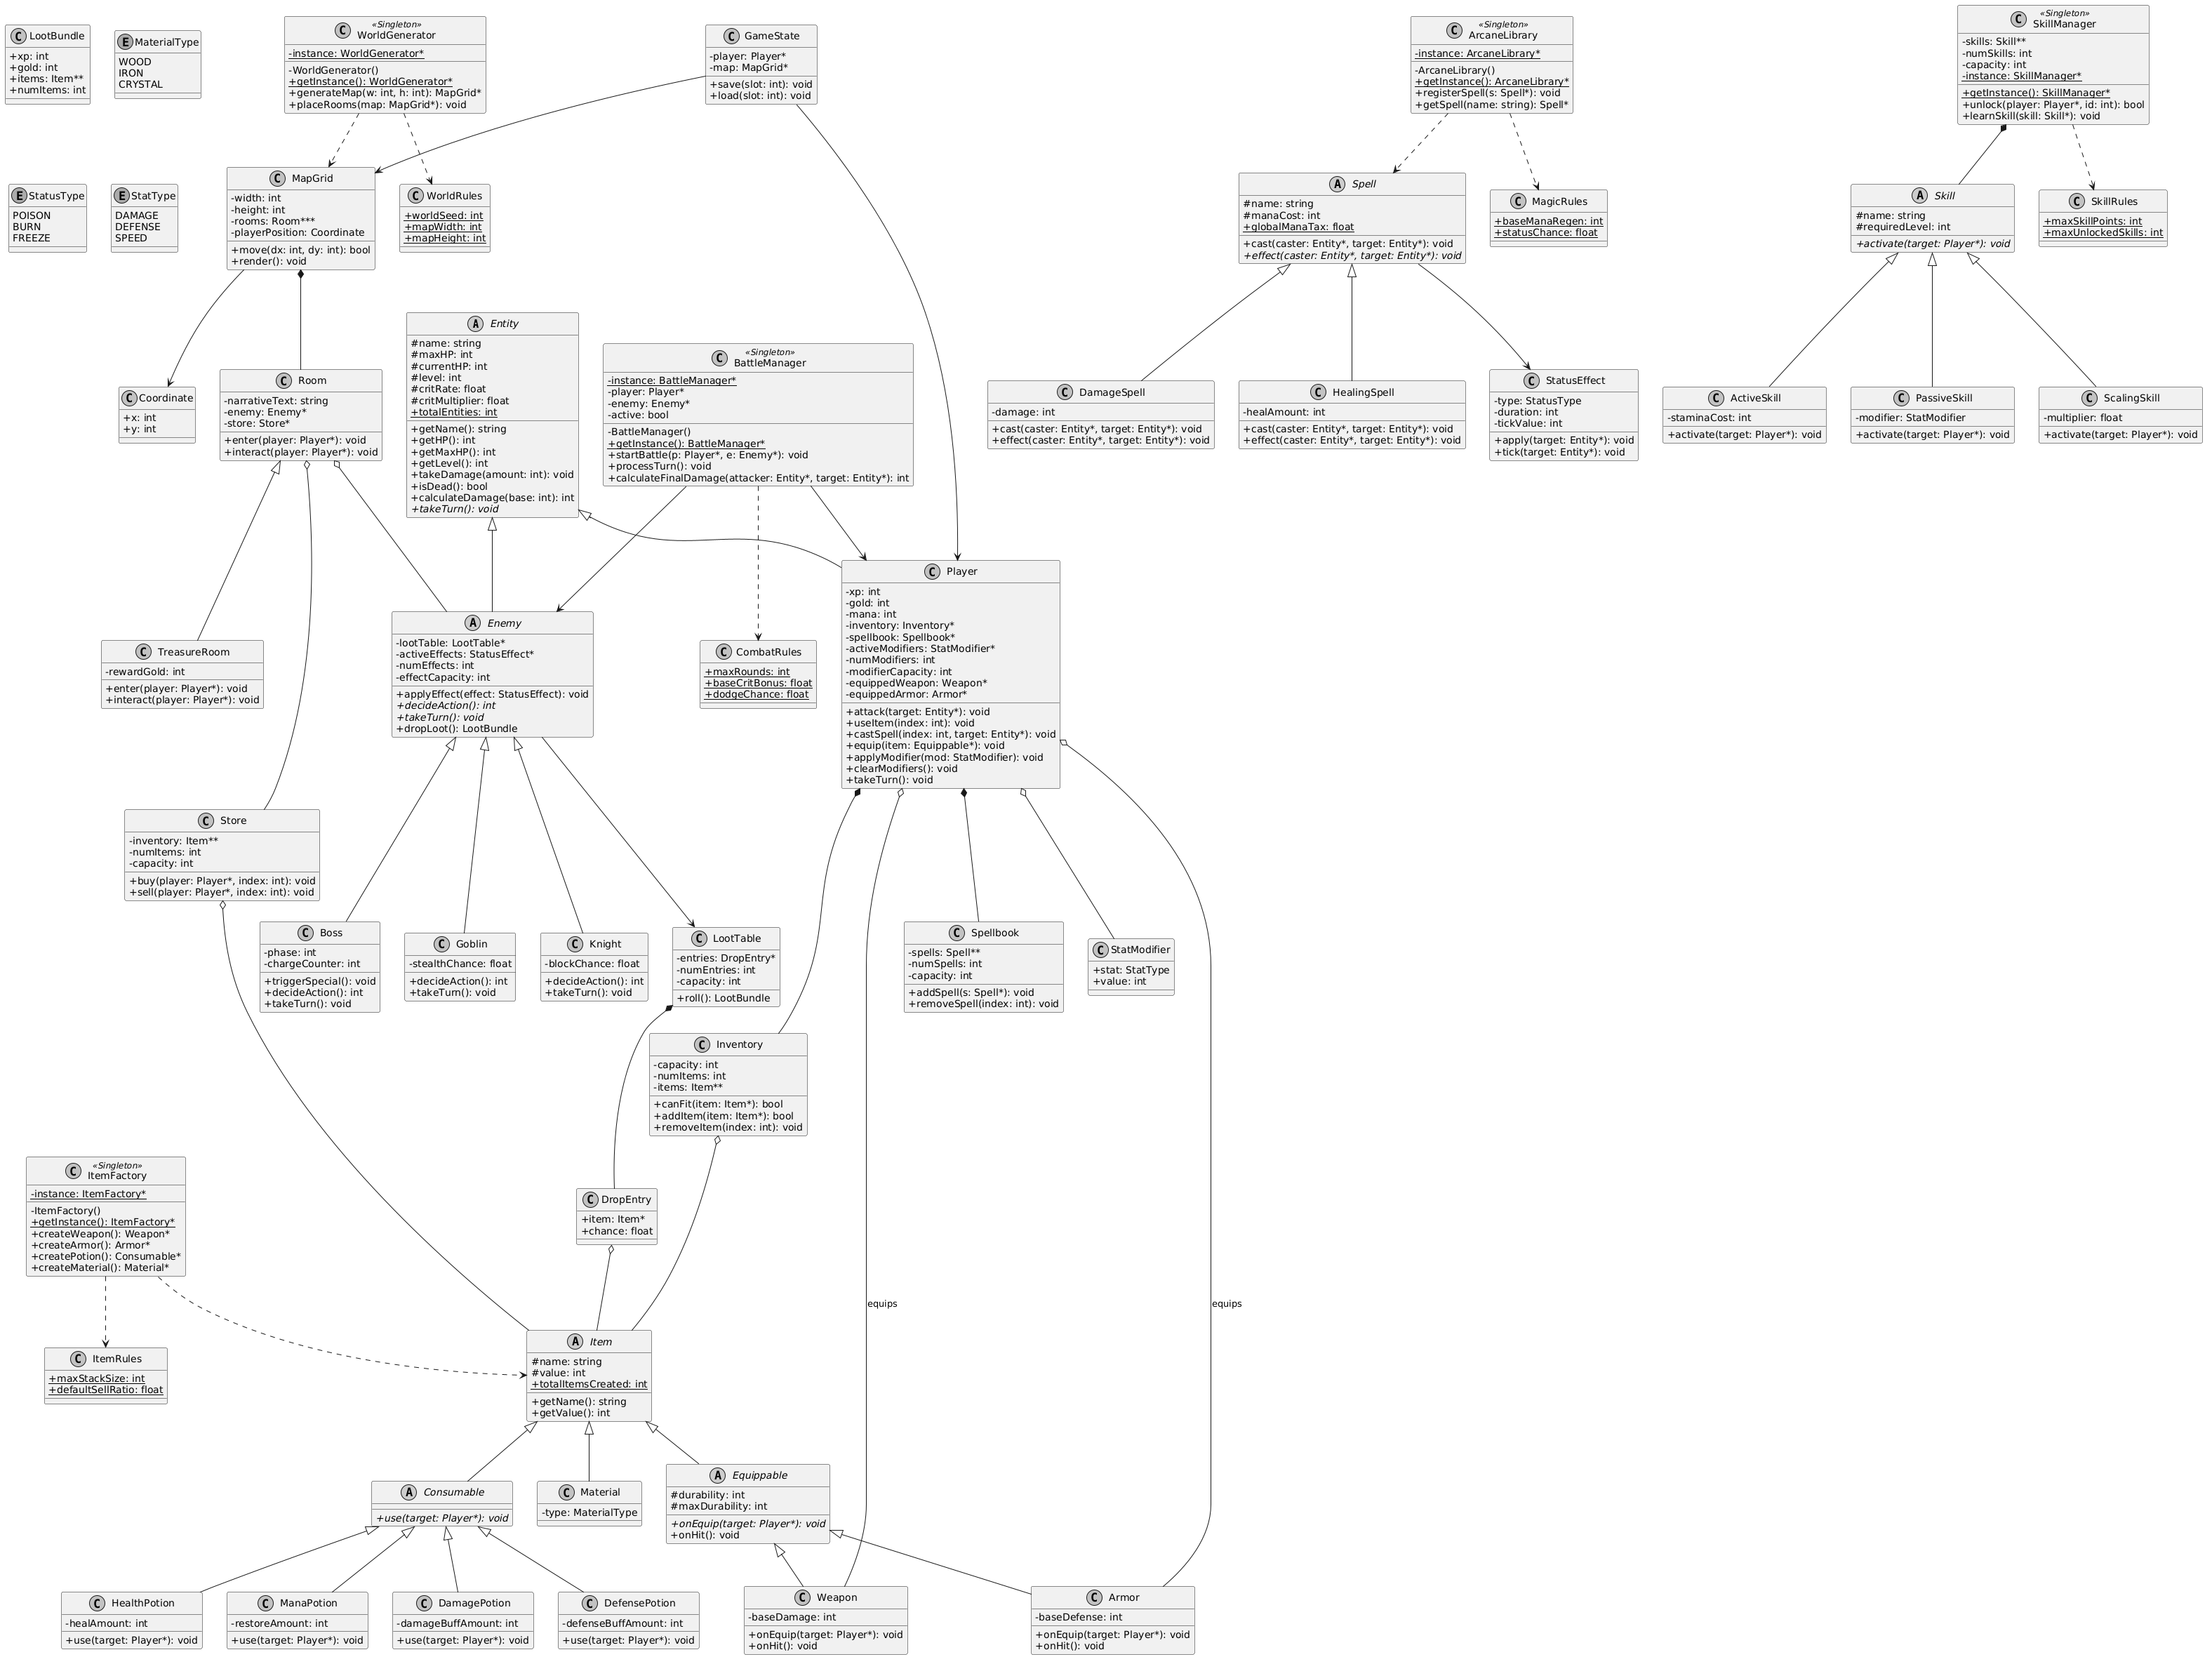 LootBundle
+xp: int
+gold: int
+items: Item**
+numItems: int
MaterialType
WOOD
IRON
CRYSTAL
«Singleton»
WorldGenerator
-instance: WorldGenerator*
-WorldGenerator()
+getInstance(): WorldGenerator*
+generateMap(w: int, h: int): MapGrid*
+placeRooms(map: MapGrid*): void
GameState
-player: Player*
-map: MapGrid*
+save(slot: int): void
+load(slot: int): void
«Singleton»
ArcaneLibrary
-instance: ArcaneLibrary*
-ArcaneLibrary()
+getInstance(): ArcaneLibrary*
+registerSpell(s: Spell*): void
+getSpell(name: string): Spell*
«Singleton»
SkillManager
-skills: Skill**
-numSkills: int
-capacity: int
-instance: SkillManager*
+getInstance(): SkillManager*
+unlock(player: Player*, id: int): bool
+learnSkill(skill: Skill*): void
StatusType
POISON
BURN
FREEZE
StatType
DAMAGE
DEFENSE
SPEED
MapGrid
-width: int
-height: int
-rooms: Room***
-playerPosition: Coordinate
+move(dx: int, dy: int): bool
+render(): void
WorldRules
+worldSeed: int
+mapWidth: int
+mapHeight: int
Spell
#name: string
#manaCost: int
+globalManaTax: float
+cast(caster: Entity*, target: Entity*): void
+effect(caster: Entity*, target: Entity*): void
MagicRules
+baseManaRegen: int
+statusChance: float
Skill
#name: string
#requiredLevel: int
+activate(target: Player*): void
SkillRules
+maxSkillPoints: int
+maxUnlockedSkills: int
Coordinate
+x: int
+y: int
Room
-narrativeText: string
-enemy: Enemy*
-store: Store*
+enter(player: Player*): void
+interact(player: Player*): void
Entity
#name: string
#maxHP: int
#currentHP: int
#level: int
#critRate: float
#critMultiplier: float
+totalEntities: int
+getName(): string
+getHP(): int
+getMaxHP(): int
+getLevel(): int
+takeDamage(amount: int): void
+isDead(): bool
+calculateDamage(base: int): int
+takeTurn(): void
«Singleton»
BattleManager
-instance: BattleManager*
-player: Player*
-enemy: Enemy*
-active: bool
-BattleManager()
+getInstance(): BattleManager*
+startBattle(p: Player*, e: Enemy*): void
+processTurn(): void
+calculateFinalDamage(attacker: Entity*, target: Entity*): int
DamageSpell
-damage: int
+cast(caster: Entity*, target: Entity*): void
+effect(caster: Entity*, target: Entity*): void
HealingSpell
-healAmount: int
+cast(caster: Entity*, target: Entity*): void
+effect(caster: Entity*, target: Entity*): void
StatusEffect
-type: StatusType
-duration: int
-tickValue: int
+apply(target: Entity*): void
+tick(target: Entity*): void
ActiveSkill
-staminaCost: int
+activate(target: Player*): void
PassiveSkill
-modifier: StatModifier
+activate(target: Player*): void
ScalingSkill
-multiplier: float
+activate(target: Player*): void
TreasureRoom
-rewardGold: int
+enter(player: Player*): void
+interact(player: Player*): void
Enemy
-lootTable: LootTable*
-activeEffects: StatusEffect*
-numEffects: int
-effectCapacity: int
+applyEffect(effect: StatusEffect): void
+decideAction(): int
+takeTurn(): void
+dropLoot(): LootBundle
CombatRules
+maxRounds: int
+baseCritBonus: float
+dodgeChance: float
Player
-xp: int
-gold: int
-mana: int
-inventory: Inventory*
-spellbook: Spellbook*
-activeModifiers: StatModifier*
-numModifiers: int
-modifierCapacity: int
-equippedWeapon: Weapon*
-equippedArmor: Armor*
+attack(target: Entity*): void
+useItem(index: int): void
+castSpell(index: int, target: Entity*): void
+equip(item: Equippable*): void
+applyModifier(mod: StatModifier): void
+clearModifiers(): void
+takeTurn(): void
Store
-inventory: Item**
-numItems: int
-capacity: int
+buy(player: Player*, index: int): void
+sell(player: Player*, index: int): void
Boss
-phase: int
-chargeCounter: int
+triggerSpecial(): void
+decideAction(): int
+takeTurn(): void
Goblin
-stealthChance: float
+decideAction(): int
+takeTurn(): void
Knight
-blockChance: float
+decideAction(): int
+takeTurn(): void
LootTable
-entries: DropEntry*
-numEntries: int
-capacity: int
+roll(): LootBundle
Spellbook
-spells: Spell**
-numSpells: int
-capacity: int
+addSpell(s: Spell*): void
+removeSpell(index: int): void
StatModifier
+stat: StatType
+value: int
Inventory
-capacity: int
-numItems: int
-items: Item**
+canFit(item: Item*): bool
+addItem(item: Item*): bool
+removeItem(index: int): void
«Singleton»
ItemFactory
-instance: ItemFactory*
-ItemFactory()
+getInstance(): ItemFactory*
+createWeapon(): Weapon*
+createArmor(): Armor*
+createPotion(): Consumable*
+createMaterial(): Material*
DropEntry
+item: Item*
+chance: float
equips
equips
ItemRules
+maxStackSize: int
+defaultSellRatio: float
Item
#name: string
#value: int
+totalItemsCreated: int
+getName(): string
+getValue(): int
Consumable
+use(target: Player*): void
Material
-type: MaterialType
Equippable
#durability: int
#maxDurability: int
+onEquip(target: Player*): void
+onHit(): void
HealthPotion
-healAmount: int
+use(target: Player*): void
ManaPotion
-restoreAmount: int
+use(target: Player*): void
DamagePotion
-damageBuffAmount: int
+use(target: Player*): void
DefensePotion
-defenseBuffAmount: int
+use(target: Player*): void
Weapon
-baseDamage: int
+onEquip(target: Player*): void
+onHit(): void
Armor
-baseDefense: int
+onEquip(target: Player*): void
+onHit(): void